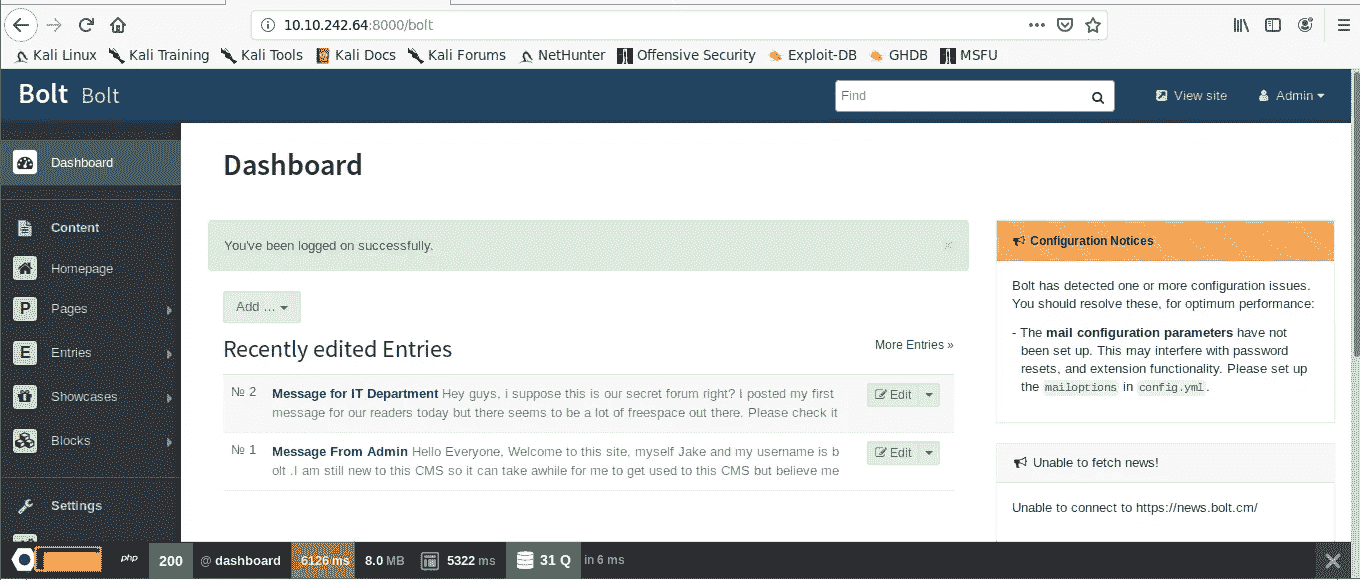 10.10.242.64:8000/bolt
Kali Linux Kali Training Kali Tools Kali Docs Kali Forums NetHunter Offensive Security Exploit-DB GHDB MSFU
Bolt Bolt
Find
View site
Admin
Dashboard
Content
Homepage
P Pages
E Entries
Showcases
Blocks
Settings
Dashboard
You've been logged on successfully.
×
Add ...
Recently edited Entries
More Entries »
№ 2 Message for IT Department Hey guys, i suppose this is our secret forum right? I posted my first
message for our readers today but there seems to be a lot of freespace out there. Please check it
Edit
№ 1 Message From Admin Hello Everyone, Welcome to this site, myself Jake and my username is b
olt .I am still new to this CMS so it can take awhile for me to get used to this CMS but believe me
Edit
Configuration Notices
Bolt has detected one or more configuration issues.
You should resolve these, for optimum performance:
- The mail configuration parameters have not
been set up. This may interfere with password
resets, and extension functionality. Please set up
the mailoptions in config.yml.
Unable to fetch news!
Unable to connect to https://news.bolt.cm/
php 200 @ dashboard 6126 ms 8.0 MB 5322 ms 31 Q in 6 ms